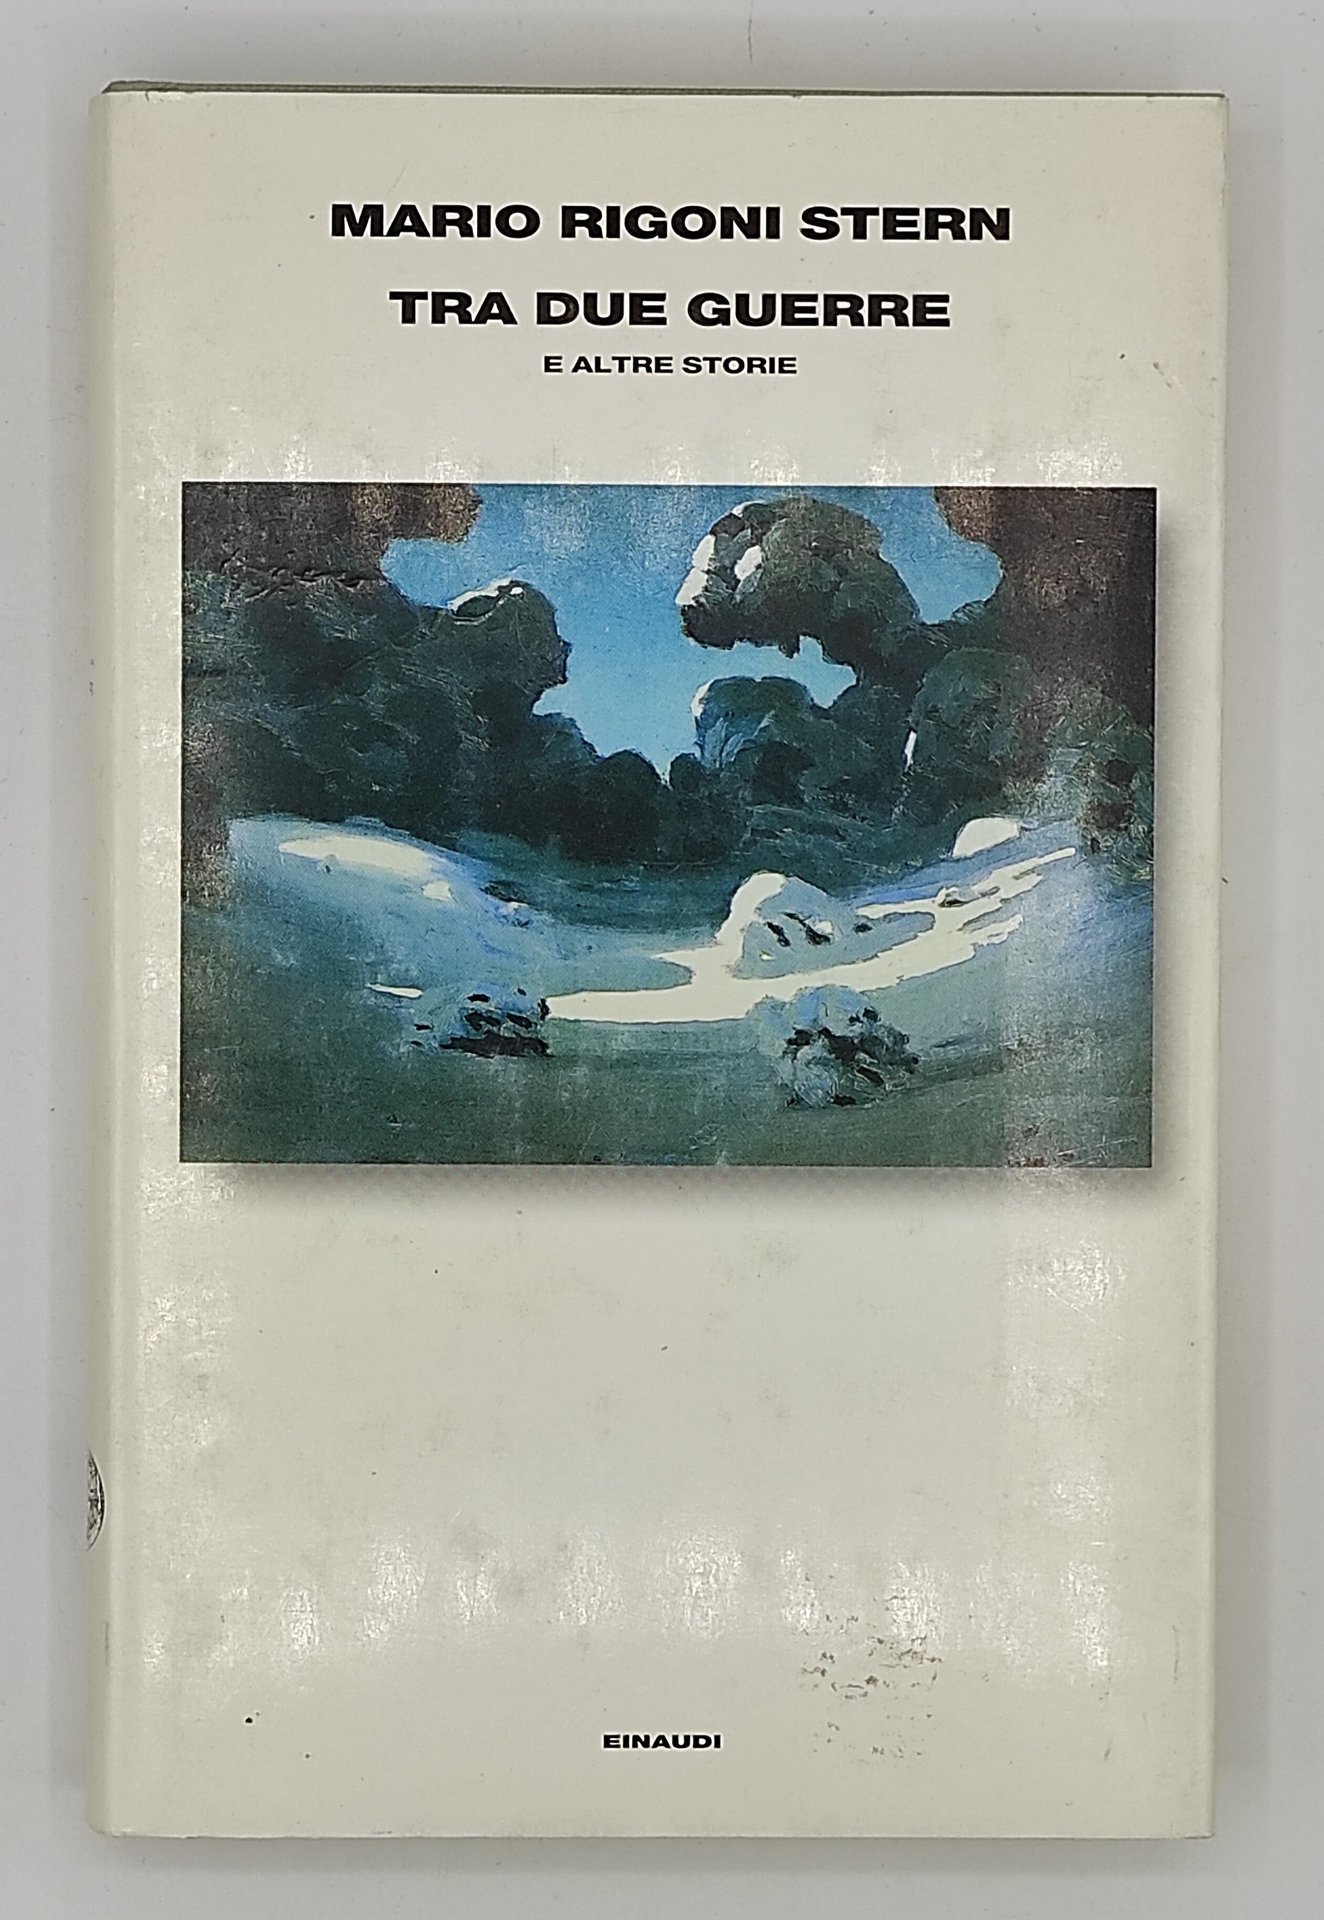 MARIO RIGONI STERN
TRA DUE GUERRE
E ALTRE STORIE
EINAUDI